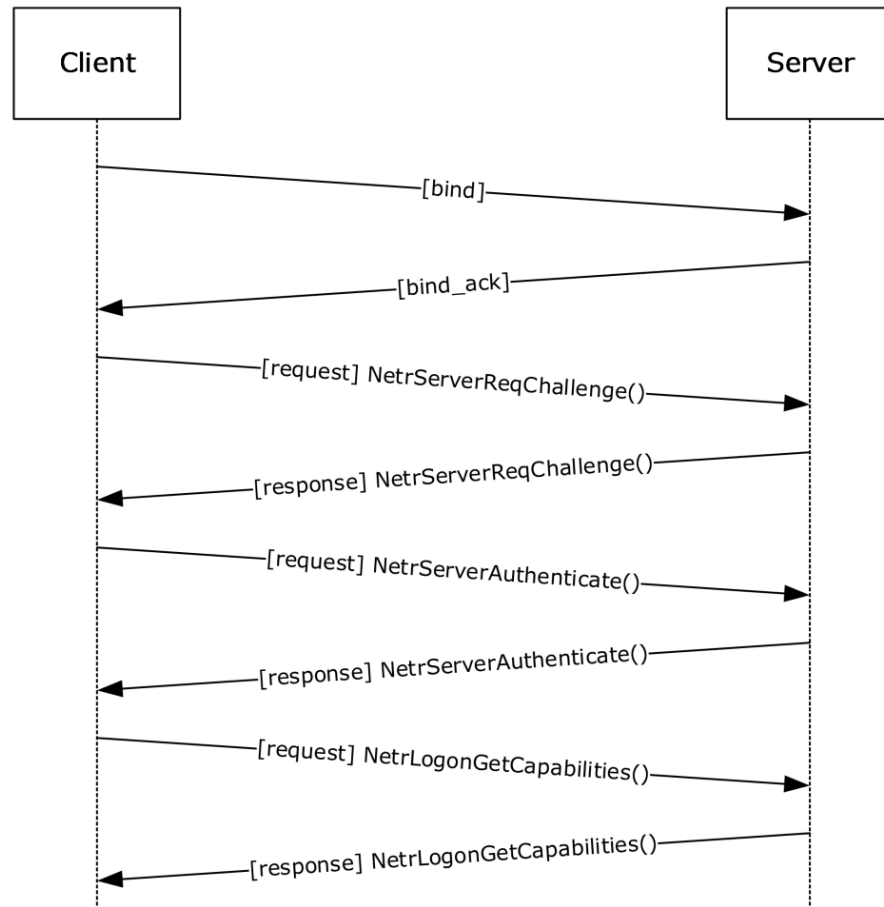 Client
Server
[bind]
[bind_ack]
[request] NetrServerReqChallenge()
[response] NetrServerReqChallenge()
[request] NetrServerAuthenticate()
[response] NetrServerAuthenticate()
[request] NetrLogonGetCapabilities()
[response] NetrLogonGetCapabilities()